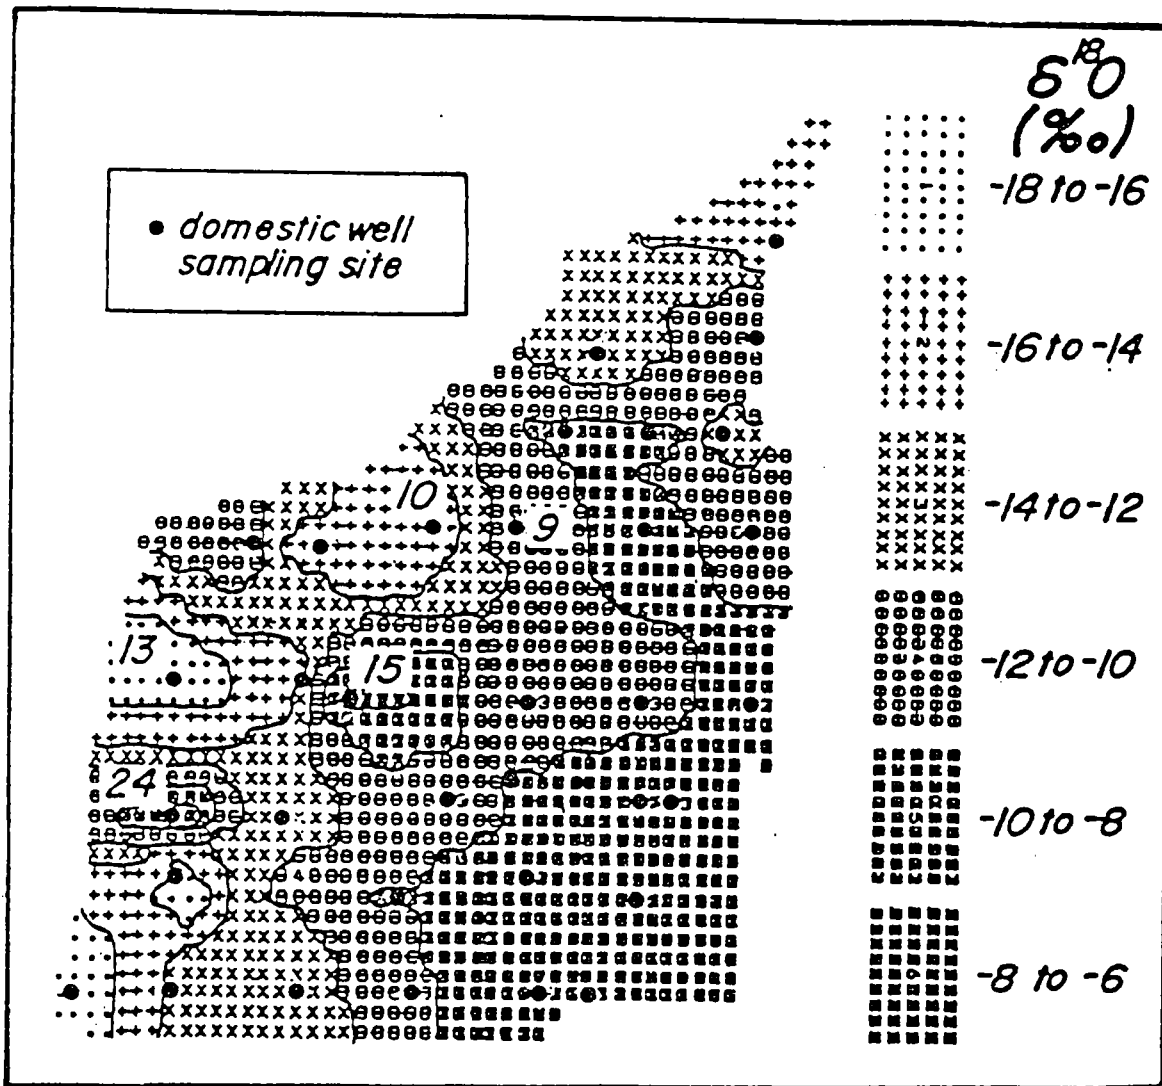 δ¹⁸O
(‰)
● domestic well
sampling site
-18 to -16
-16 to -14
-14 to -12
-12 to -10
-10 to -8
-8 to -6
10
9
13
15
24